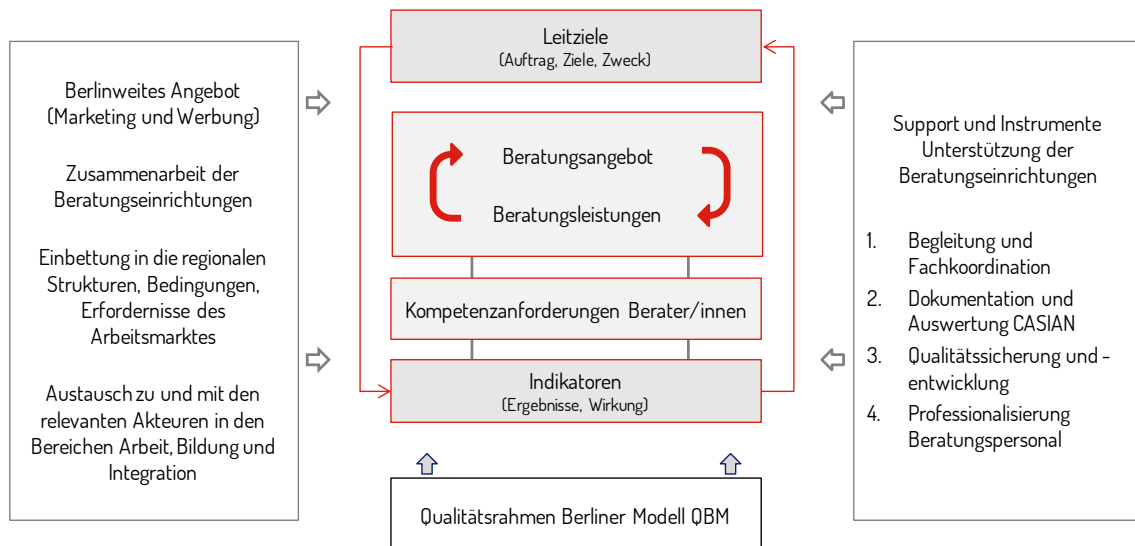 Berlinweites Angebot
(Marketing und Werbung)
Zusammenarbeit der
Beratungseinrichtungen
Einbettung in die regionalen
Strukturen, Bedingungen,
Erfordernisse des
Arbeitsmarktes
Austausch zu und mit den
relevanten Akteuren in den
Bereichen Arbeit, Bildung und
Integration
Leitziele
(Auftrag, Ziele, Zweck)
Beratungsangebot
Beratungsleistungen
Kompetenzanforderungen Berater/innen
Indikatoren
(Ergebnisse, Wirkung)
Qualitätsrahmen Berliner Modell QBM
Support und Instrumente
Unterstützung der
Beratungseinrichtungen
1. Begleitung und
Fachkoordination
2. Dokumentation und
Auswertung CASIAN
3. Qualitätssicherung und -
entwicklung
4. Professionalisierung
Beratungspersonal